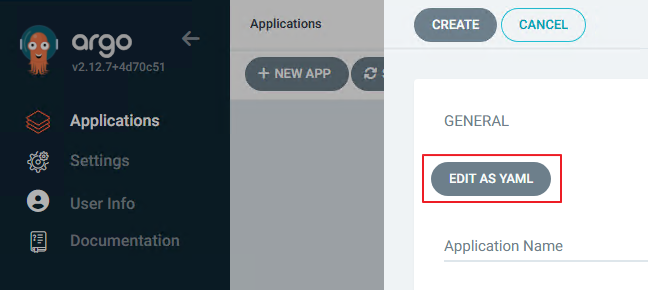 argo
v2.12.7+4d70c51
Applications
Settings
User Info
Documentation
Applications
+ NEW APP
CREATE
CANCEL
GENERAL
EDIT AS YAML
Application Name